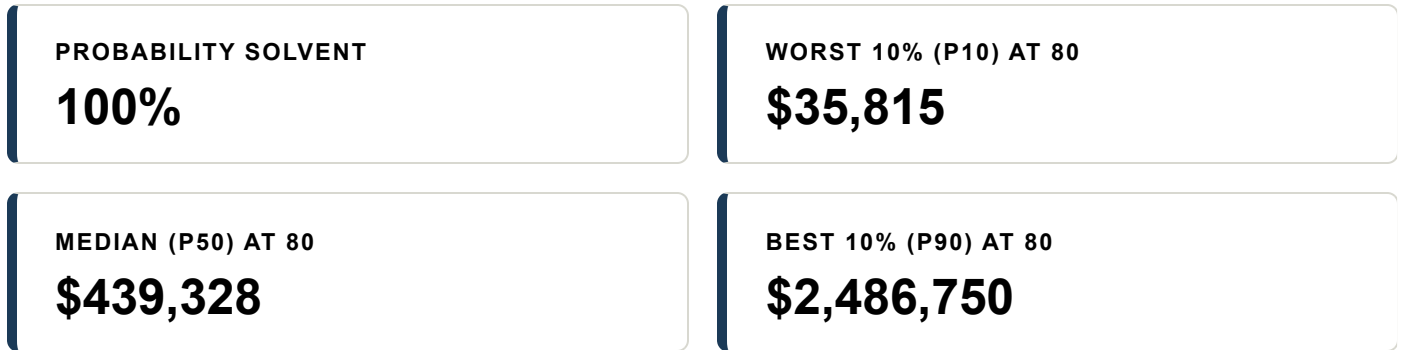 PROBABILITY SOLVENT
100%
WORST 10% (P10) AT 80
$35,815
MEDIAN (P50) AT 80
$439,328
BEST 10% (P90) AT 80
$2,486,750